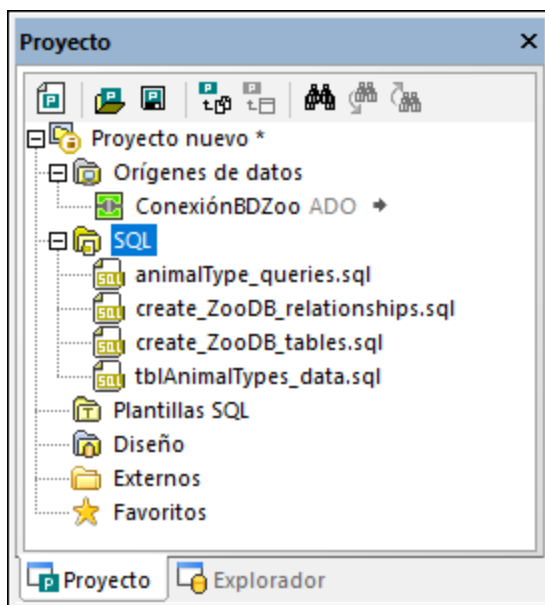 Proyecto
Proyecto nuevo *
Orígenes de datos
ConexiónBDZoo ADO
SQL
animalType_queries.sql
create_ZooDB_relationships.sql
create_ZooDB_tables.sql
tblAnimalTypes_data.sql
Plantillas SQL
Diseño
Externos
Favoritos
Proyecto Explorador